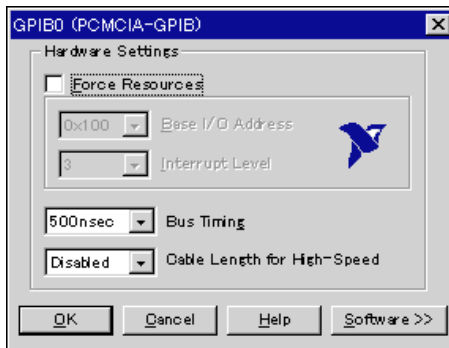 GPIB0 (PCMCIA-GPIB)
Hardware Settings
Force Resources
0x100 Base I/O Address
3 Interrupt Level
500nsec Bus Timing
Disabled Cable Length for High-Speed
OK Cancel Help Software >>